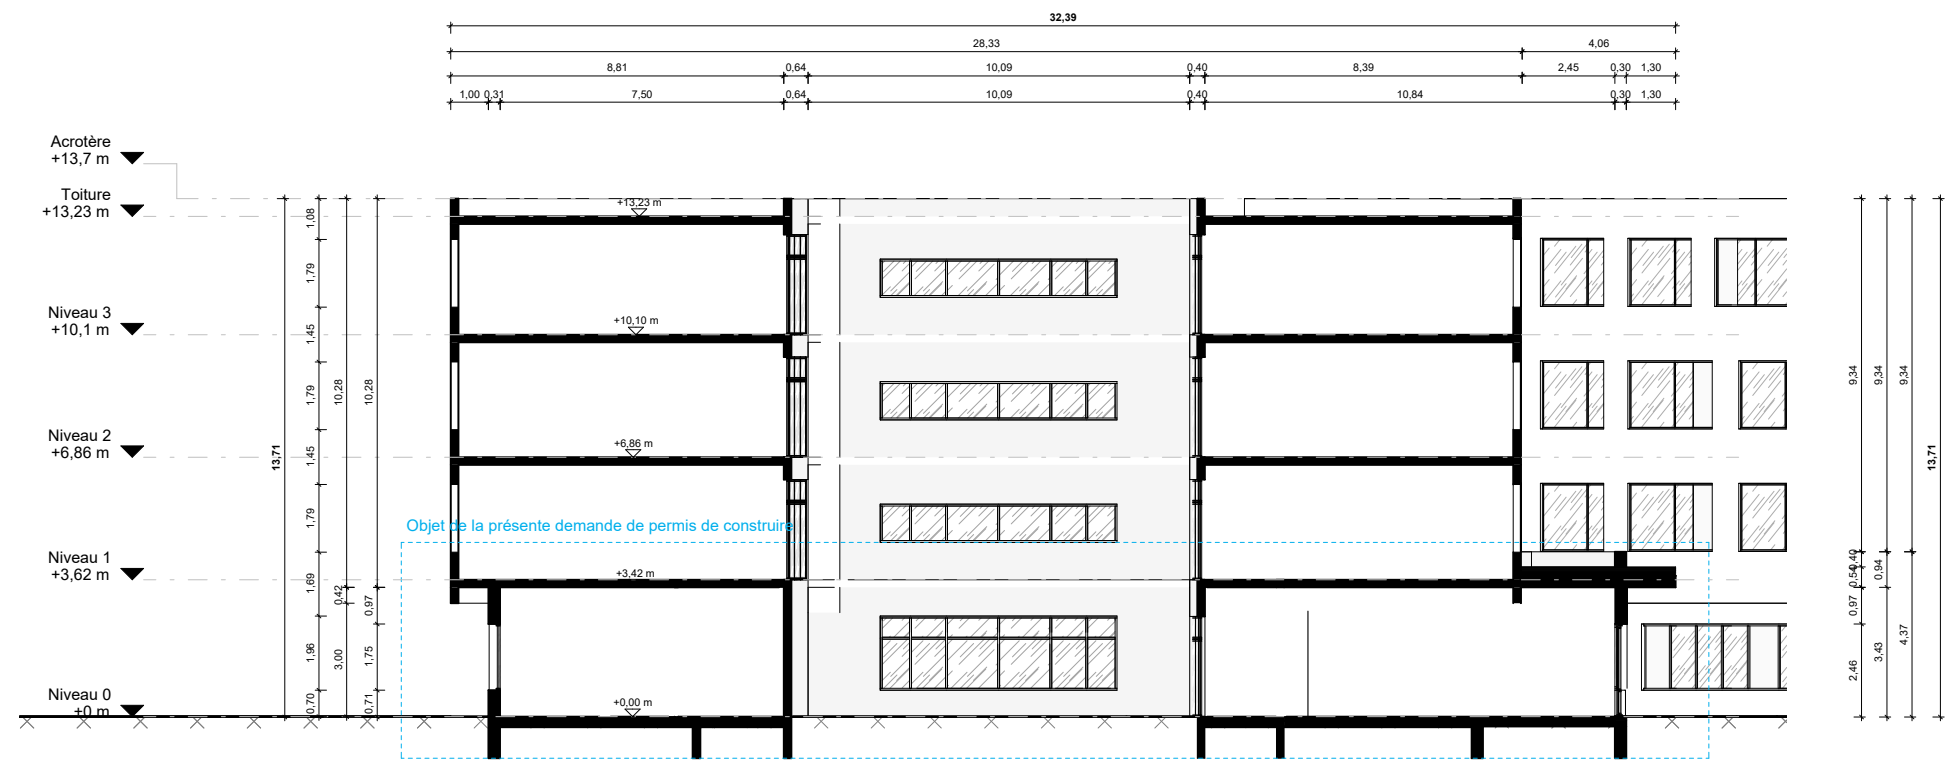 32,39
28,33 4,06
8,81 0,64 10,09 0,40 8,39 2,45 0,30 1,30
1,00 0,31 7,50 0,64 10,09 0,40 10,84 0,30 1,30
Acrotère
+13,7 m
Toiture
+13,23 m
Niveau 3
+10,1 m
Niveau 2
+6,86 m
Niveau 1
+3,62 m
Niveau 0
+0 m
13,71
1,08
1,79
1,45
1,79
1,45
1,79
1,69
1,96
0,70
10,28
0,42
3,00
10,28
0,97
1,75
0,71
+13,23 m
+10,10 m
+6,86 m
Objet de la présente demande de permis de construire
+3,42 m
+0,00 m
9,34
0,40
0,54
0,97
2,46
9,34
0,94
3,43
9,34
4,37
13,71